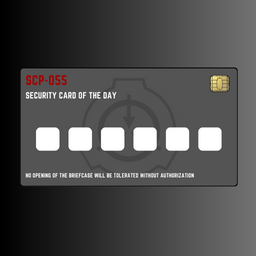 SCP-055
SECURITY CARD OF THE DAY
NO OPENING OF THE BRIEFCASE WILL BE TOLERATED WITHOUT AUTHORIZATION